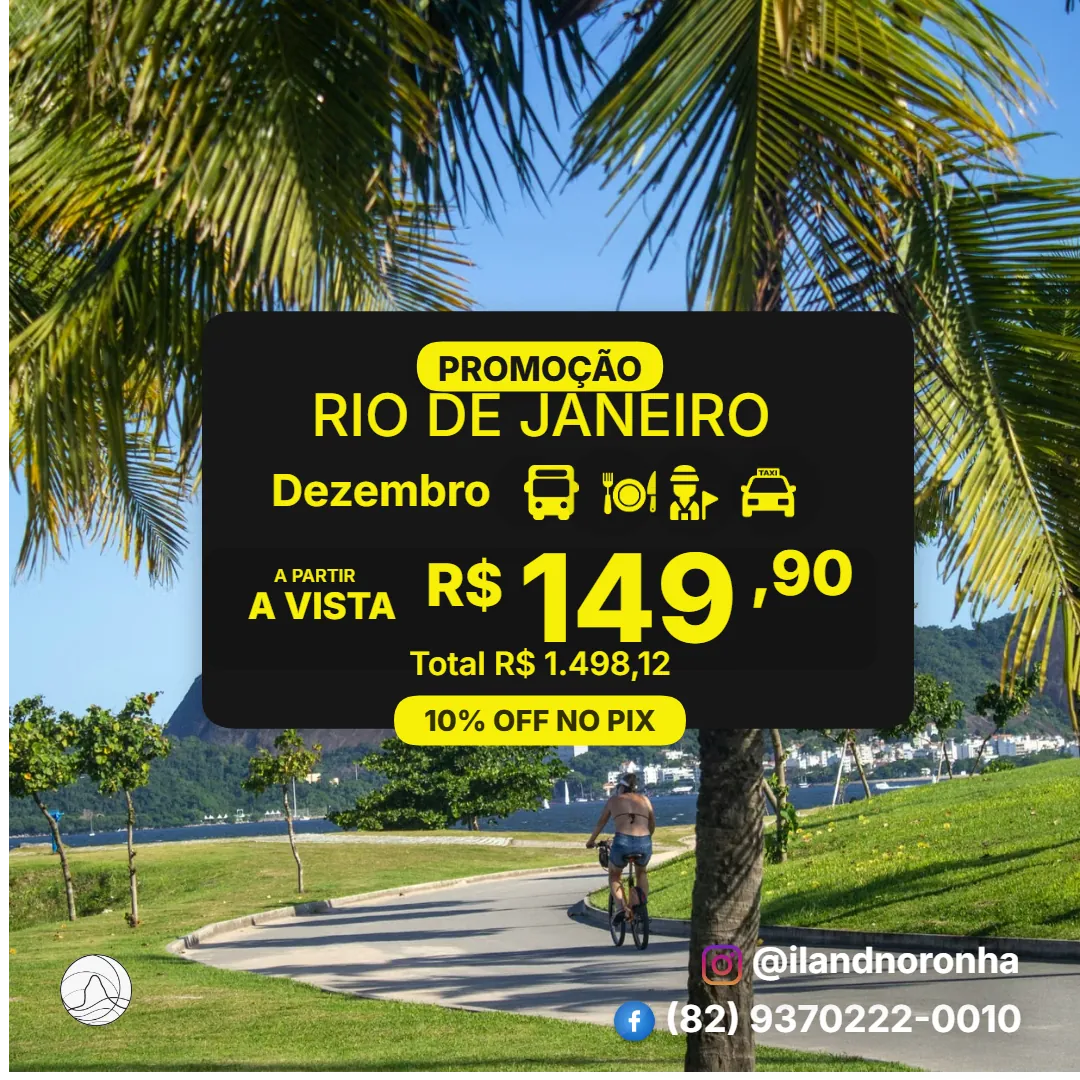 PROMOÇÃO
RIO DE JANEIRO
Dezembro
TAXI
A PARTIR
A VISTA
R$ 149,90
Total R$ 1.498,12
10% OFF NO PIX
@ilandnoronha
(82) 9370222-0010